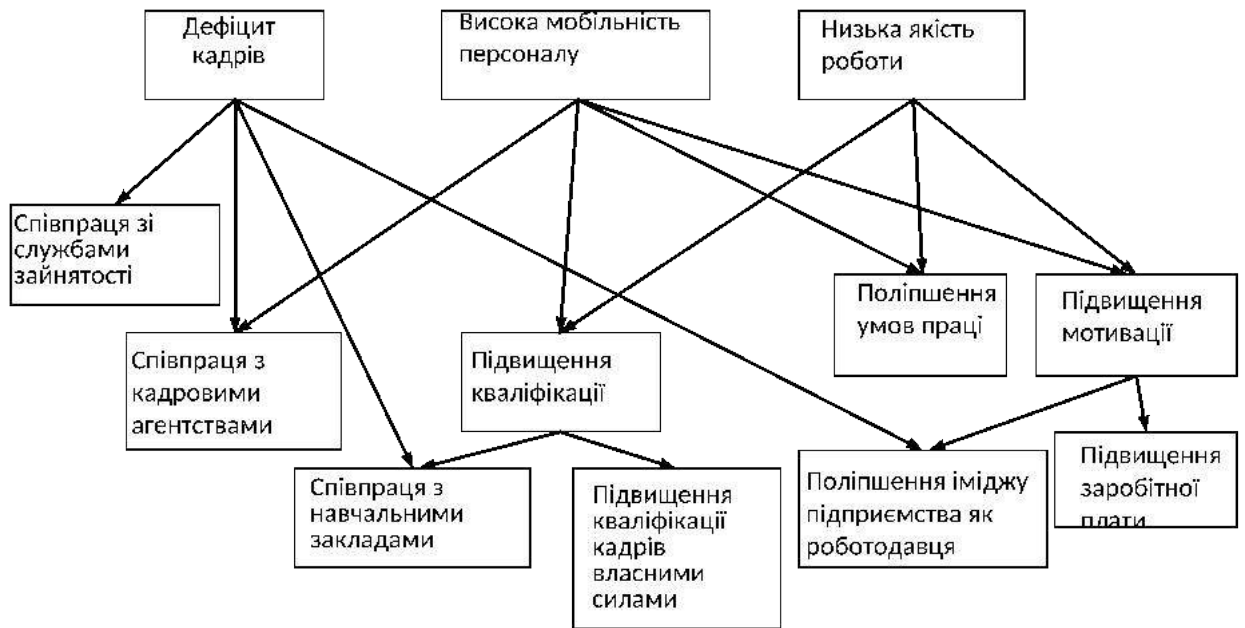 Дефіцит
кадрів
Висока мобільність
персоналу
Низька якість
роботи
Співпраця зі
службами
зайнятості
Поліпшення
умов праці
Підвищення
мотивації
Співпраця з
кадровими
агентствами
Підвищення
кваліфікації
Співпраця з
навчальними
закладами
Підвищення
кваліфікації
кадрів
власними
силами
Поліпшення іміджу
підприємства як
роботодавця
Підвищення
заробітної
плати